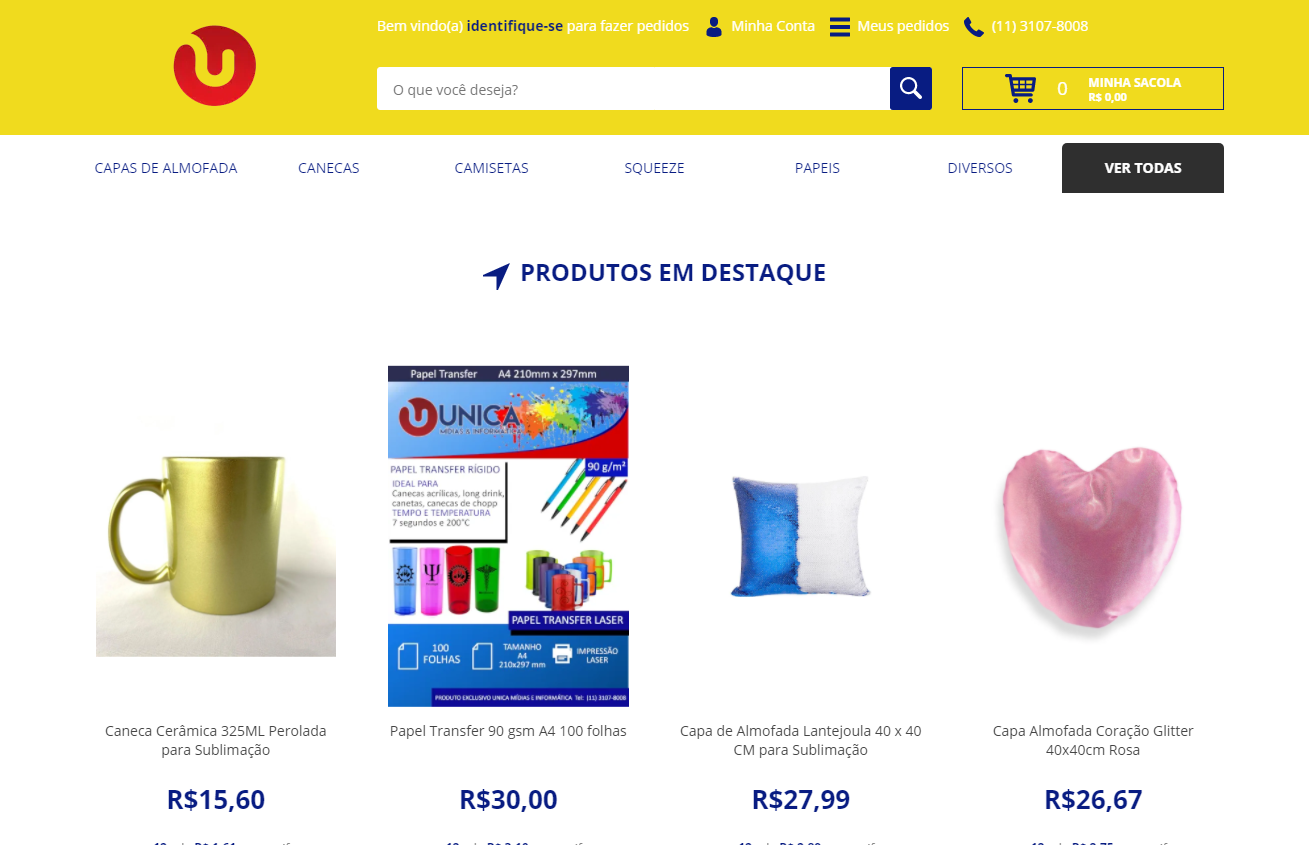 Bem vindo(a) identifique-se para fazer pedidos
Minha Conta
Meus pedidos
(11) 3107-8008
O que você deseja?
0
MINHA SACOLA
R$ 0,00
CAPAS DE ALMOFADA
CANECAS
CAMISETAS
SQUEEZE
PAPEIS
DIVERSOS
VER TODAS
PRODUTOS EM DESTAQUE
Papel Transfer A4 210mm x 297mm
UNICA
MÍDIAS & INFORMÁTICA
90 g/m²
PAPEL TRANSFER RÍGIDO
IDEAL PARA
Canecas acrílicas, long drink,
canetas, canecas de chopp
TEMPO E TEMPERATURA
7 segundos e 200°C
PAPEL TRANSFER LASER
100
FOLHAS
TAMANHO
A4
210x297 mm
IMPRESSÃO
LASER
PRODUTO EXCLUSIVO UNICA MÍDIAS E INFORMÁTICA Tel: (11) 3107-8008
Caneca Cerâmica 325ML Perolada
para Sublimação
R$15,60
Papel Transfer 90 gsm A4 100 folhas
R$30,00
Capa de Almofada Lantejoula 40 x 40
CM para Sublimação
R$27,99
Capa Almofada Coração Glitter
40x40cm Rosa
R$26,67